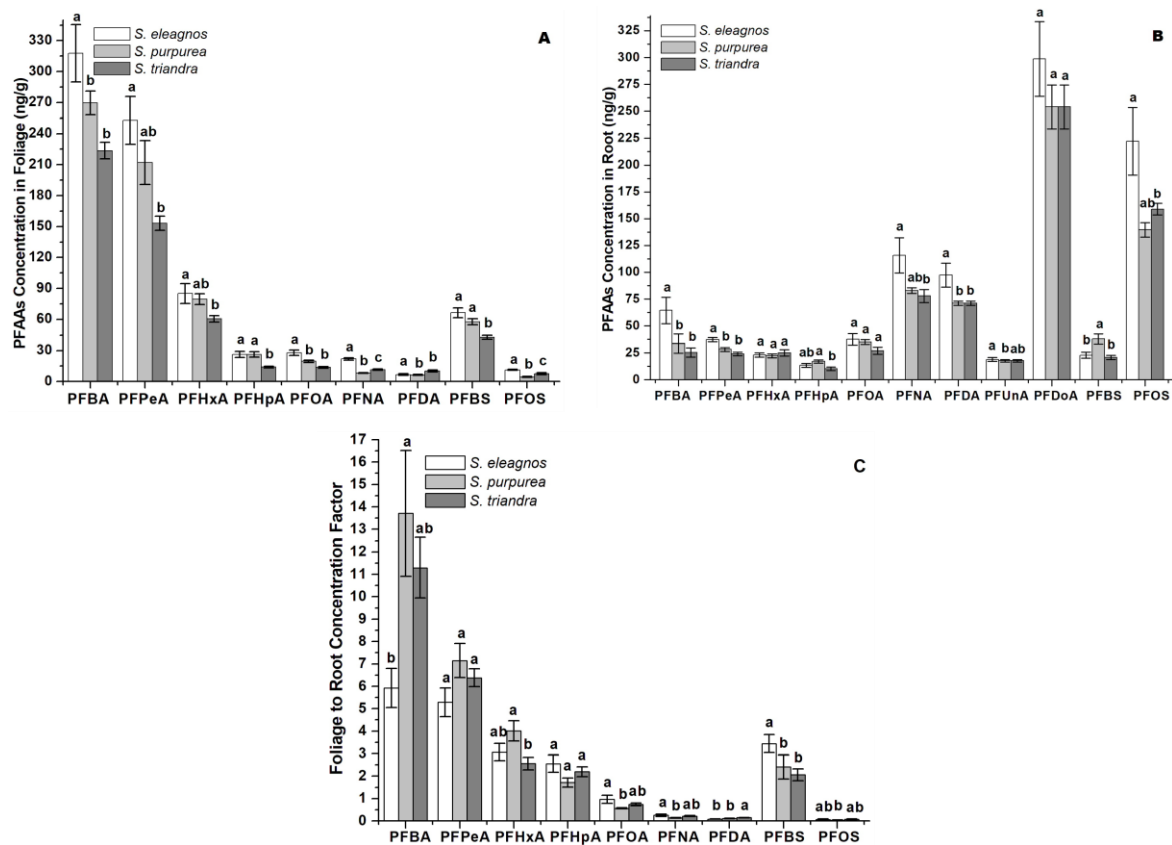 A
S. eleagnos
S. purpurea
S. triandra
PFAAs Concentration in Foliage (ng/g)
330
300
270
240
210
180
150
120
90
60
30
0
a b b
a ab b
a ab b
a a b
a b b
a b c
a b a
a a b
a b c
PFBA PFPeA PFHxA PFHpA PFOA PFNA PFDA PFBS PFOS
B
S. eleagnos
S. purpurea
S. triandra
PFAAs Concentration in Root (ng/g)
325
300
275
250
225
200
175
150
125
100
75
50
25
0
a b b
a b b
a a a
ab a b
a a a
a ab b
a b b
a b ab
a a a
b a b
a ab b
PFBA PFPeA PFHxA PFHpA PFOA PFNA PFDA PFUnA PFDoA PFBS PFOS
C
S. eleagnos
S. purpurea
S. triandra
Foliage to Root Concentration Factor
17
16
15
14
13
12
11
10
9
8
7
6
5
4
3
2
1
0
b a ab
a a a
ab a b
a a a
a b ab
a b ab
b b a
a b b
ab b ab
PFBA PFPeA PFHxA PFHpA PFOA PFNA PFDA PFBS PFOS